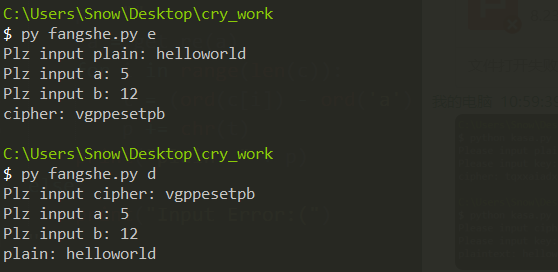 C:\Users\Snow\Desktop\cry_work
$ py fangshe.py e
Plz input plain: helloworld
Plz input a: 5
Plz input b: 12
cipher: vgppesetpb
C:\Users\Snow\Desktop\cry_work
$ py fangshe.py d
Plz input cipher: vgppesetpb
Plz input a: 5
Plz input b: 12
plain: helloworld